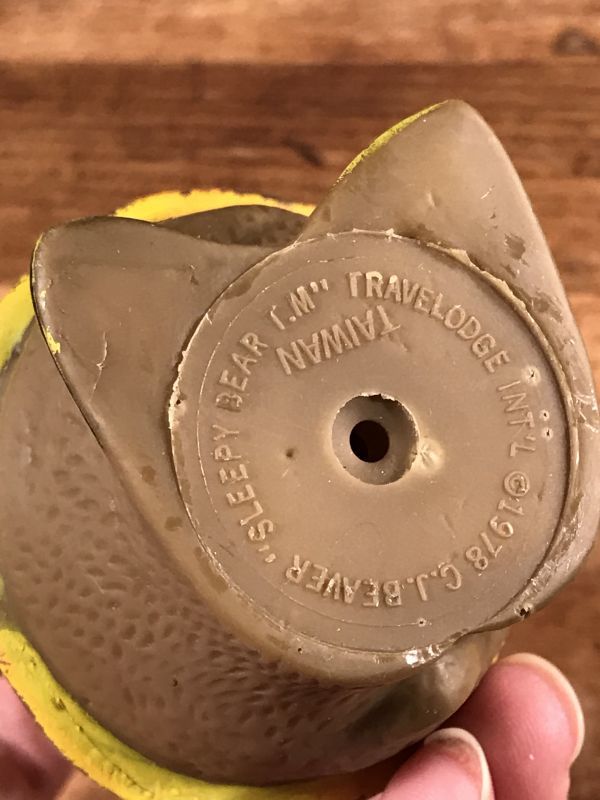 "SLEEPY BEAR T.M" TRAVELODGE INT'L ©1978 C.J.BEAVER
TAIWAN